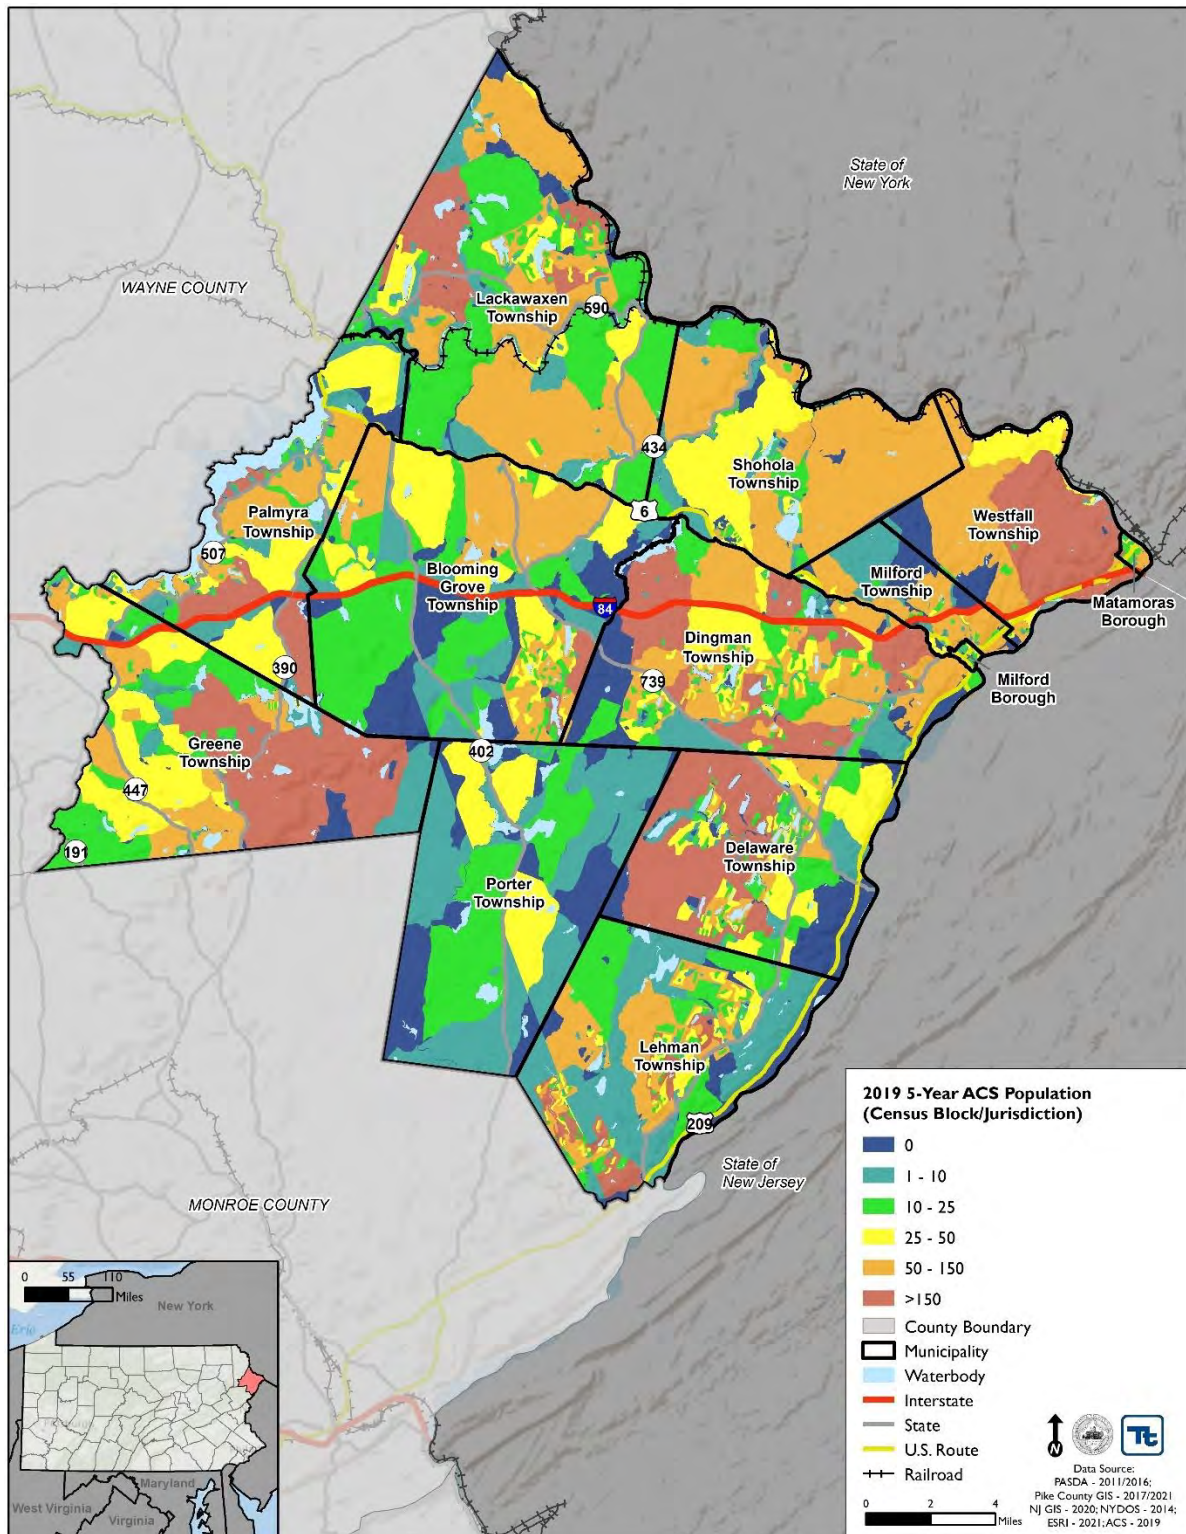 State of
New York
WAYNE COUNTY
Lackawaxen
Township
590
434
Shohola
Township
6
Palmyra
Township
507
Westfall
Township
Blooming
Grove
Township
Milford
Township
84
Matamoras
Borough
Dingman
Township
390
739
Milford
Borough
Greene
Township
402
447
191
Delaware
Township
Porter
Township
Lehman
Township
209
State of
New Jersey
MONROE COUNTY
2019 5-Year ACS Population
(Census Block/Jurisdiction)
0
1 - 10
10 - 25
25 - 50
50 - 150
>150
County Boundary
Municipality
Waterbody
Interstate
State
U.S. Route
Railroad
N
Tt
Data Source:
PASDA - 2011/2016;
Pike County GIS - 2017/2021
NJ GIS - 2020; NYDOS - 2014;
ESRI - 2021; ACS - 2019
0 2 4
Miles
0 55 110
Miles
New York
Erie
Maryland
West Virginia
Virginia